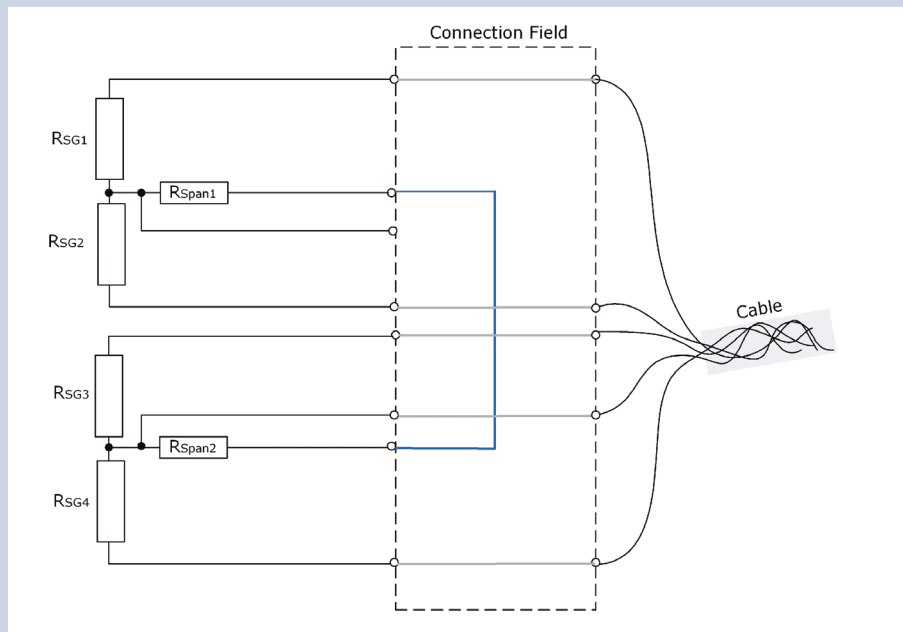 Connection Field
RSG1
RSpan1
RSG2
Cable
RSG3
RSpan2
RSG4